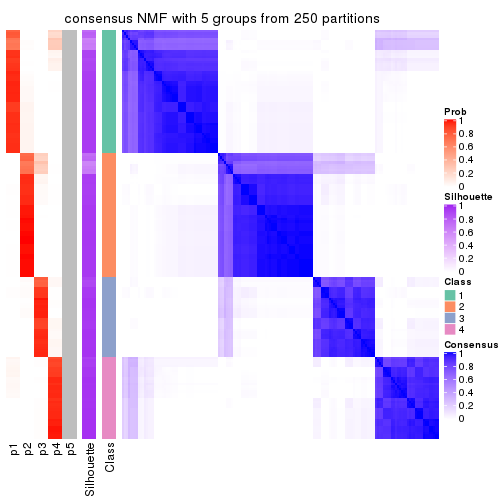 consensus NMF with 5 groups from 250 partitions
Prob
1
0.8
0.6
0.4
0.2
0
Silhouette
1
0.8
0.6
0.4
0.2
0
Class
1
2
3
4
Consensus
1
0.8
0.6
0.4
0.2
0
p1
p2
p3
p4
p5
Silhouette
Class